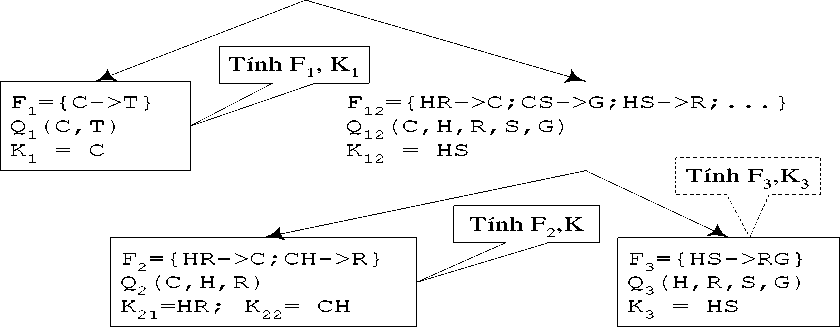 Tính F₁, K₁
F₁={C->T}
Q₁(C,T)
K₁ = C
F₁₂={HR->C;CS->G;HS->R;...}
Q₁₂(C,H,R,S,G)
K₁₂ = HS
Tính F₃,K₃
Tính F₂,K
F₂={HR->C;CH->R}
Q₂(C,H,R)
K₂₁=HR; K₂₂= CH
F₃={HS->RG}
Q₃(H,R,S,G)
K₃ = HS